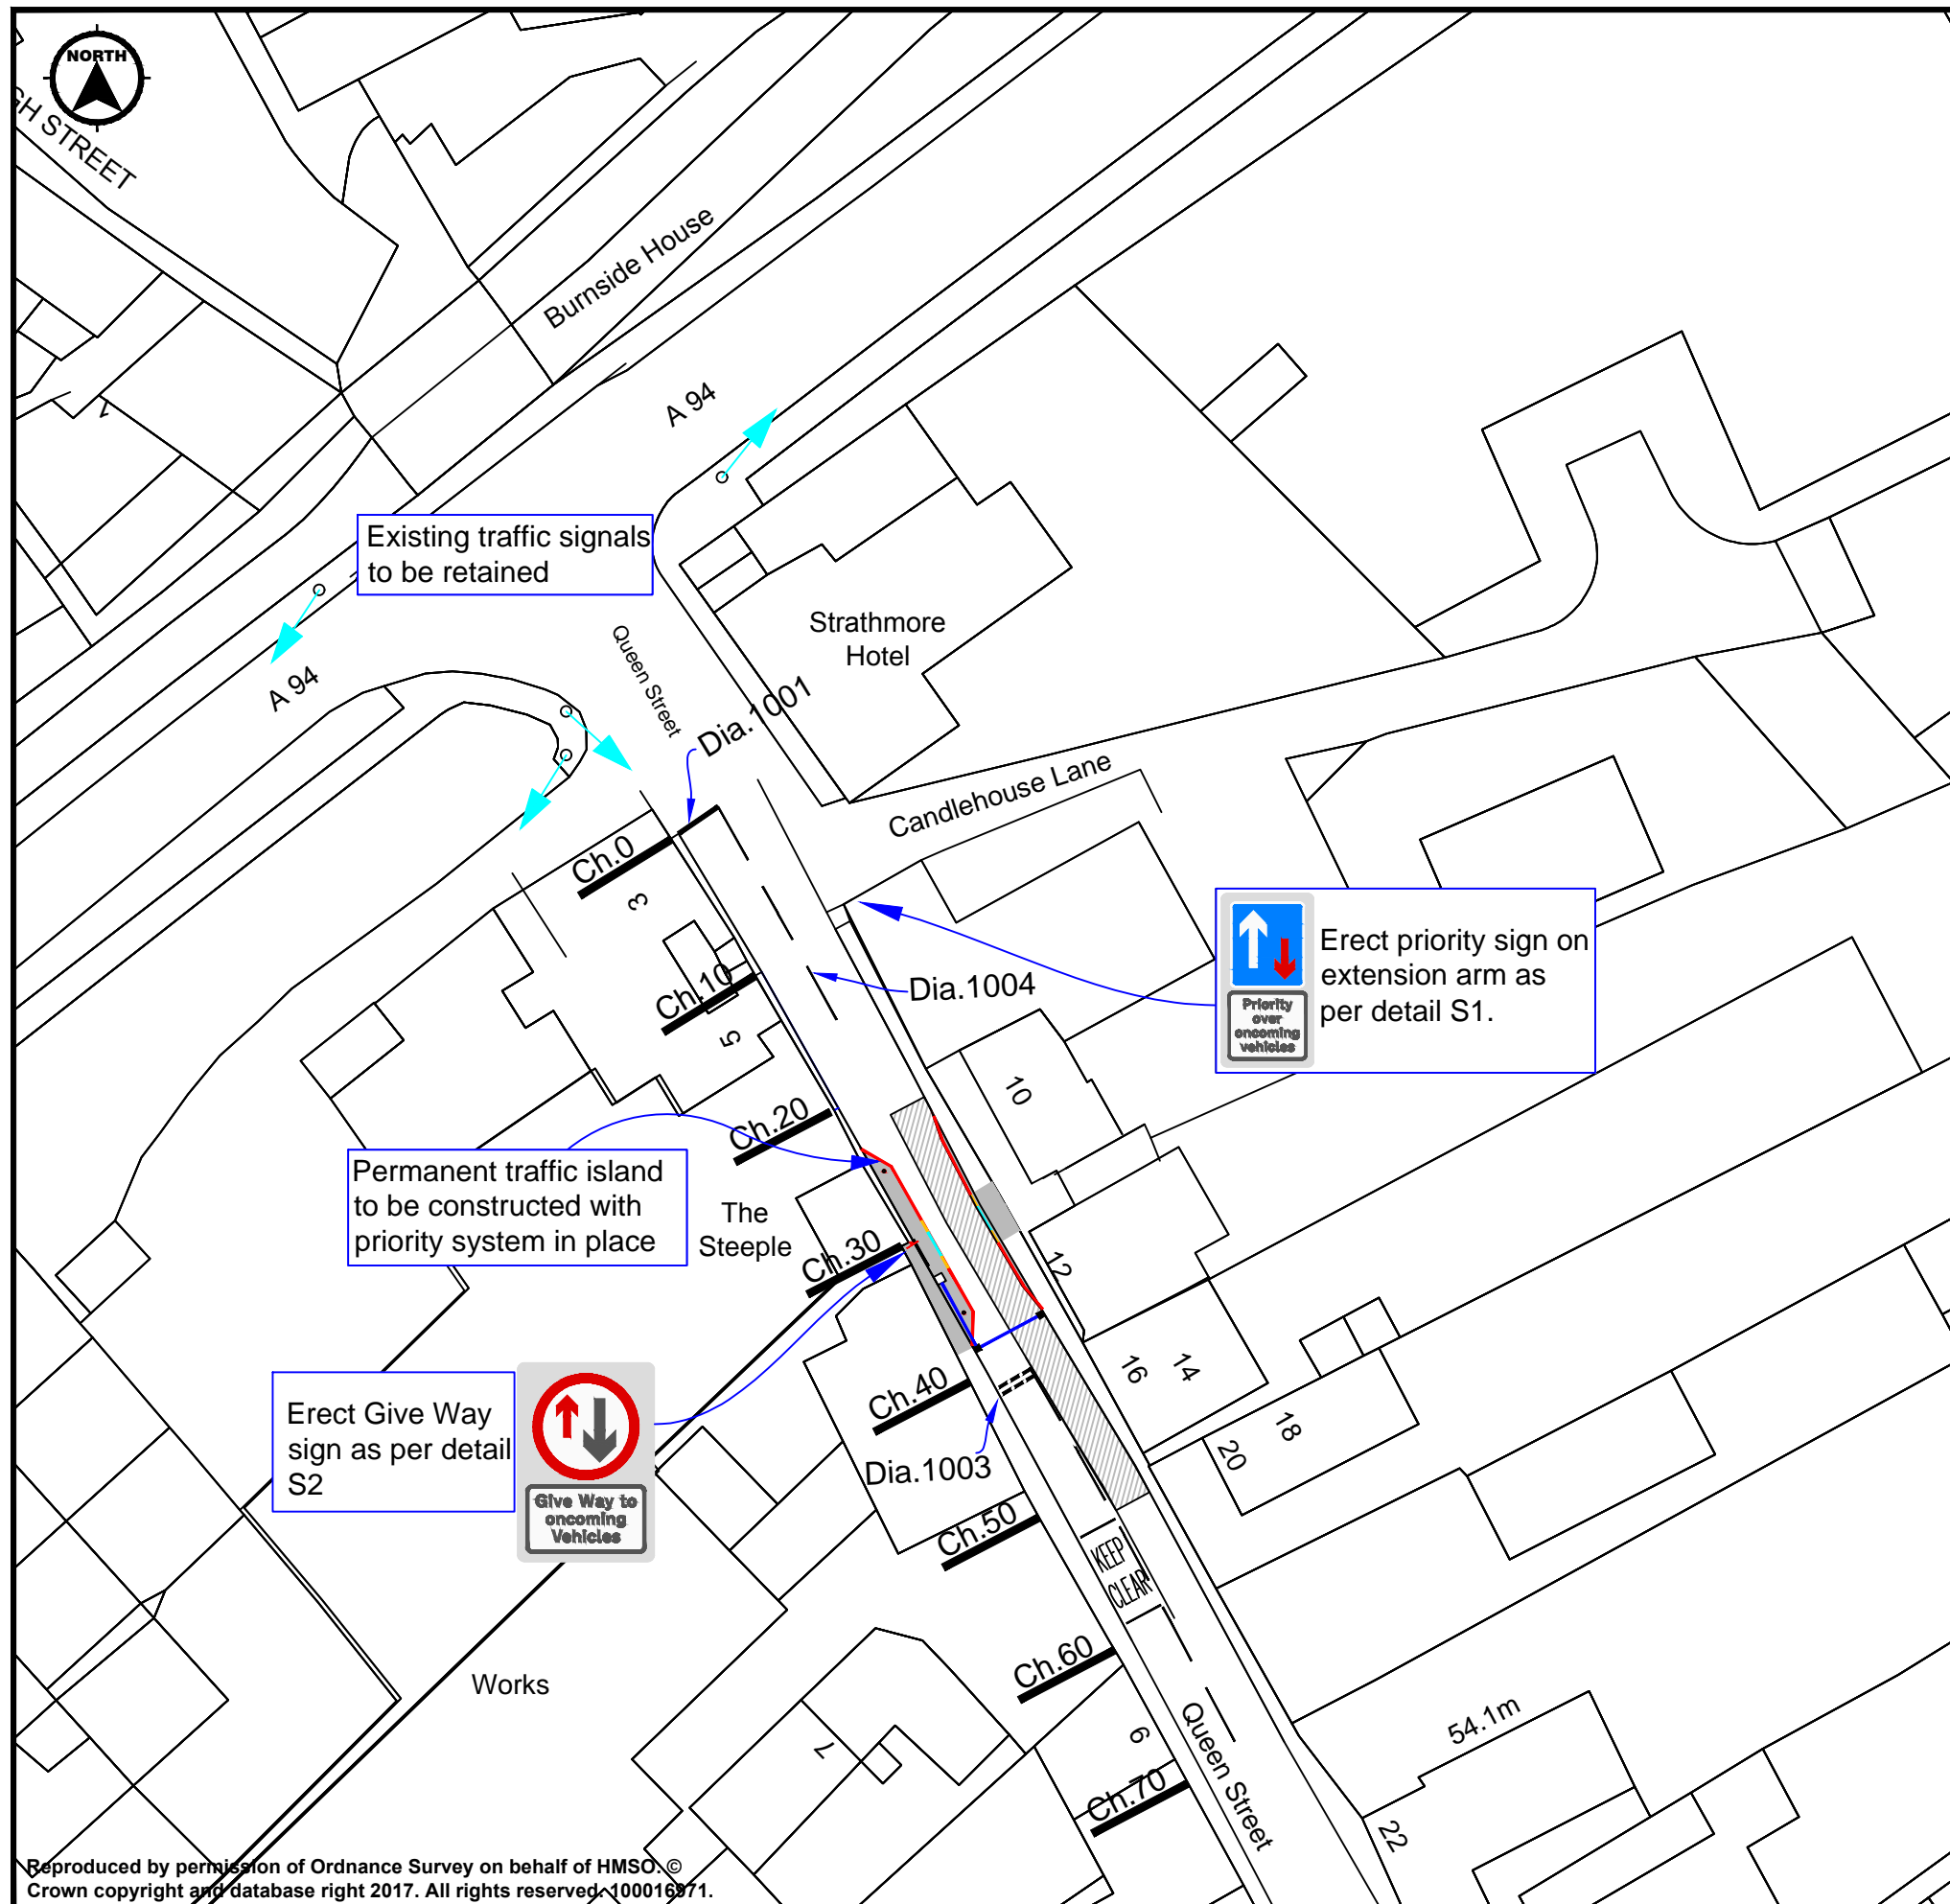 NORTH
GH STREET
Burnside House
A 94
1
Existing traffic signals
to be retained
Strathmore
Hotel
Queen Street
A 94
Dia.1001
Candlehouse Lane
Ch.0
3
Priority
over
oncoming
vehicles
Erect priority sign on
extension arm as
per detail S1.
Ch.10
Dia.1004
5
10
Ch.20
Permanent traffic island
to be constructed with
priority system in place
The
Steeple
Ch.30
12
16
14
Ch.40
Erect Give Way
sign as per detail
S2
Give Way to
oncoming
Vehicles
18
20
Dia.1003
Ch.50
KEEP
CLEAR
Ch.60
Works
Queen Street
54.1m
7
Ch.70
22
Reproduced by permission of Ordnance Survey on behalf of HMSO. ©
Crown copyright and database right 2017. All rights reserved. 100016971.